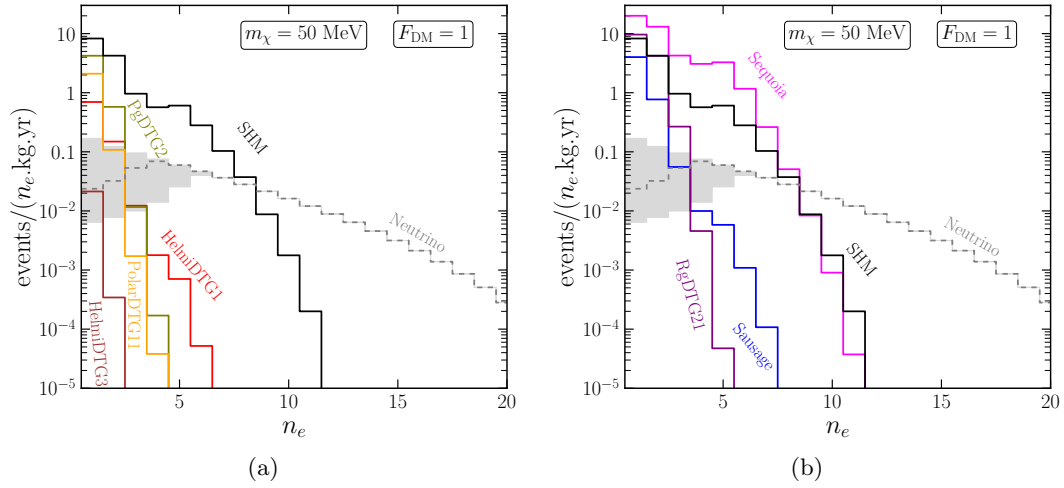 m_χ = 50 MeV
F_DM = 1
events/(n_e.kg.yr)
10
1
0.1
10⁻²
10⁻³
10⁻⁴
10⁻⁵
PgDTG2
SHM
Neutrino
HelmiDTG1
PolarDTG11
HelmiDTG3
5
10
15
20
n_e
(a)
m_χ = 50 MeV
F_DM = 1
events/(n_e.kg.yr)
10
1
0.1
10⁻²
10⁻³
10⁻⁴
10⁻⁵
Sequoia
Neutrino
SHM
RgDTG21
Sausage
5
10
15
20
n_e
(b)